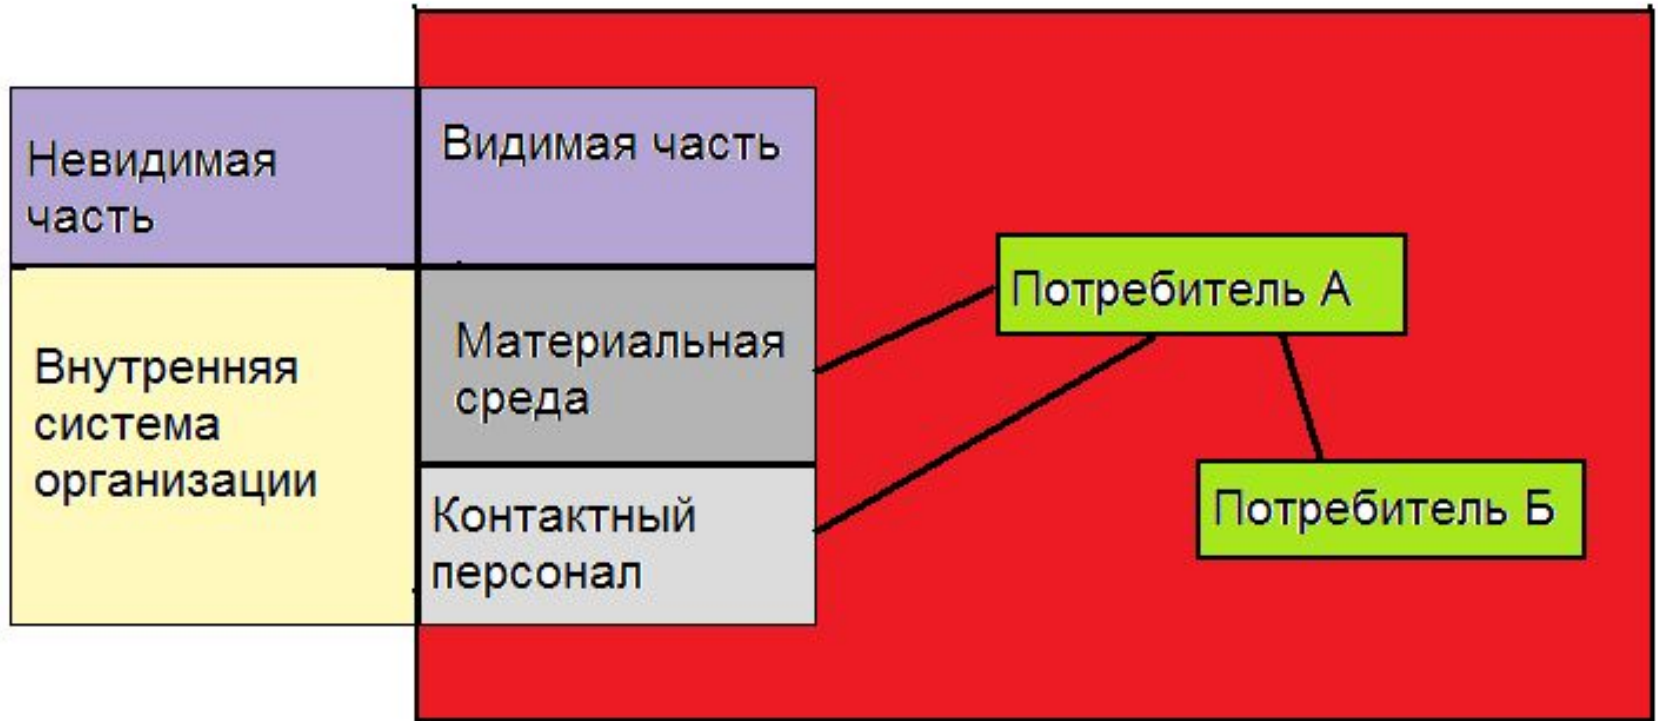 Невидимая
часть
Видимая часть
Внутренняя
система
организации
Материальная
среда
Контактный
персонал
Потребитель А
Потребитель Б